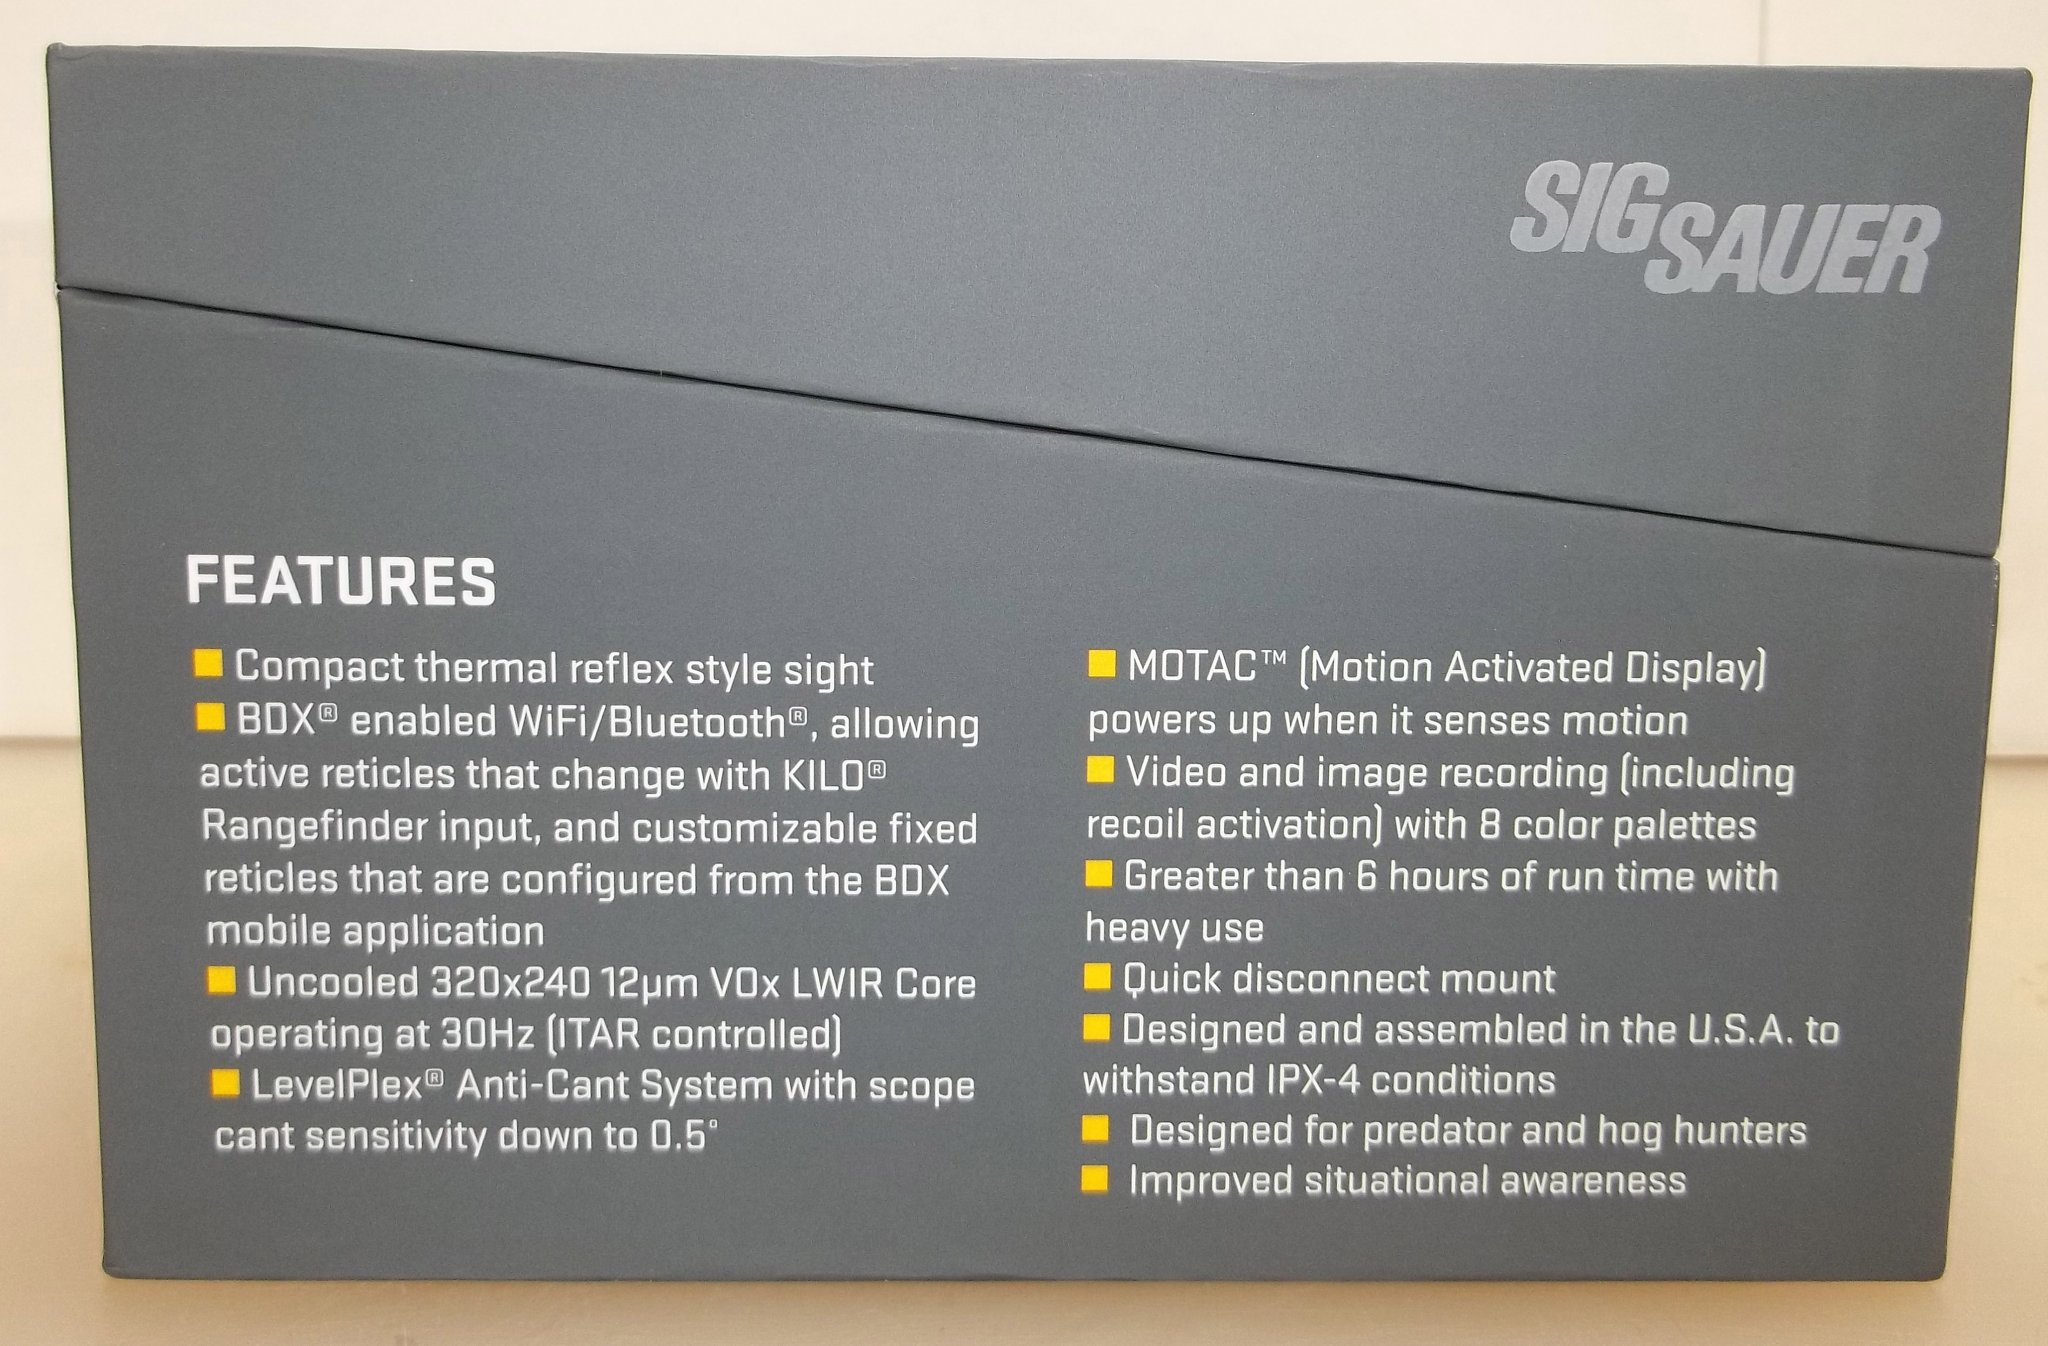 SIG SAUER
FEATURES
■ Compact thermal reflex style sight
■ BDX® enabled WiFi/Bluetooth®, allowing
active reticles that change with KILO®
Rangefinder input, and customizable fixed
reticles that are configured from the BDX
mobile application
■ Uncooled 320x240 12µm VOx LWIR Core
operating at 30Hz (ITAR controlled)
■ LevelPlex® Anti-Cant System with scope
cant sensitivity down to 0.5°
■ MOTAC™ (Motion Activated Display)
powers up when it senses motion
■ Video and image recording (including
recoil activation) with 8 color palettes
■ Greater than 6 hours of run time with
heavy use
■ Quick disconnect mount
■ Designed and assembled in the U.S.A. to
withstand IPX-4 conditions
■ Designed for predator and hog hunters
■ Improved situational awareness